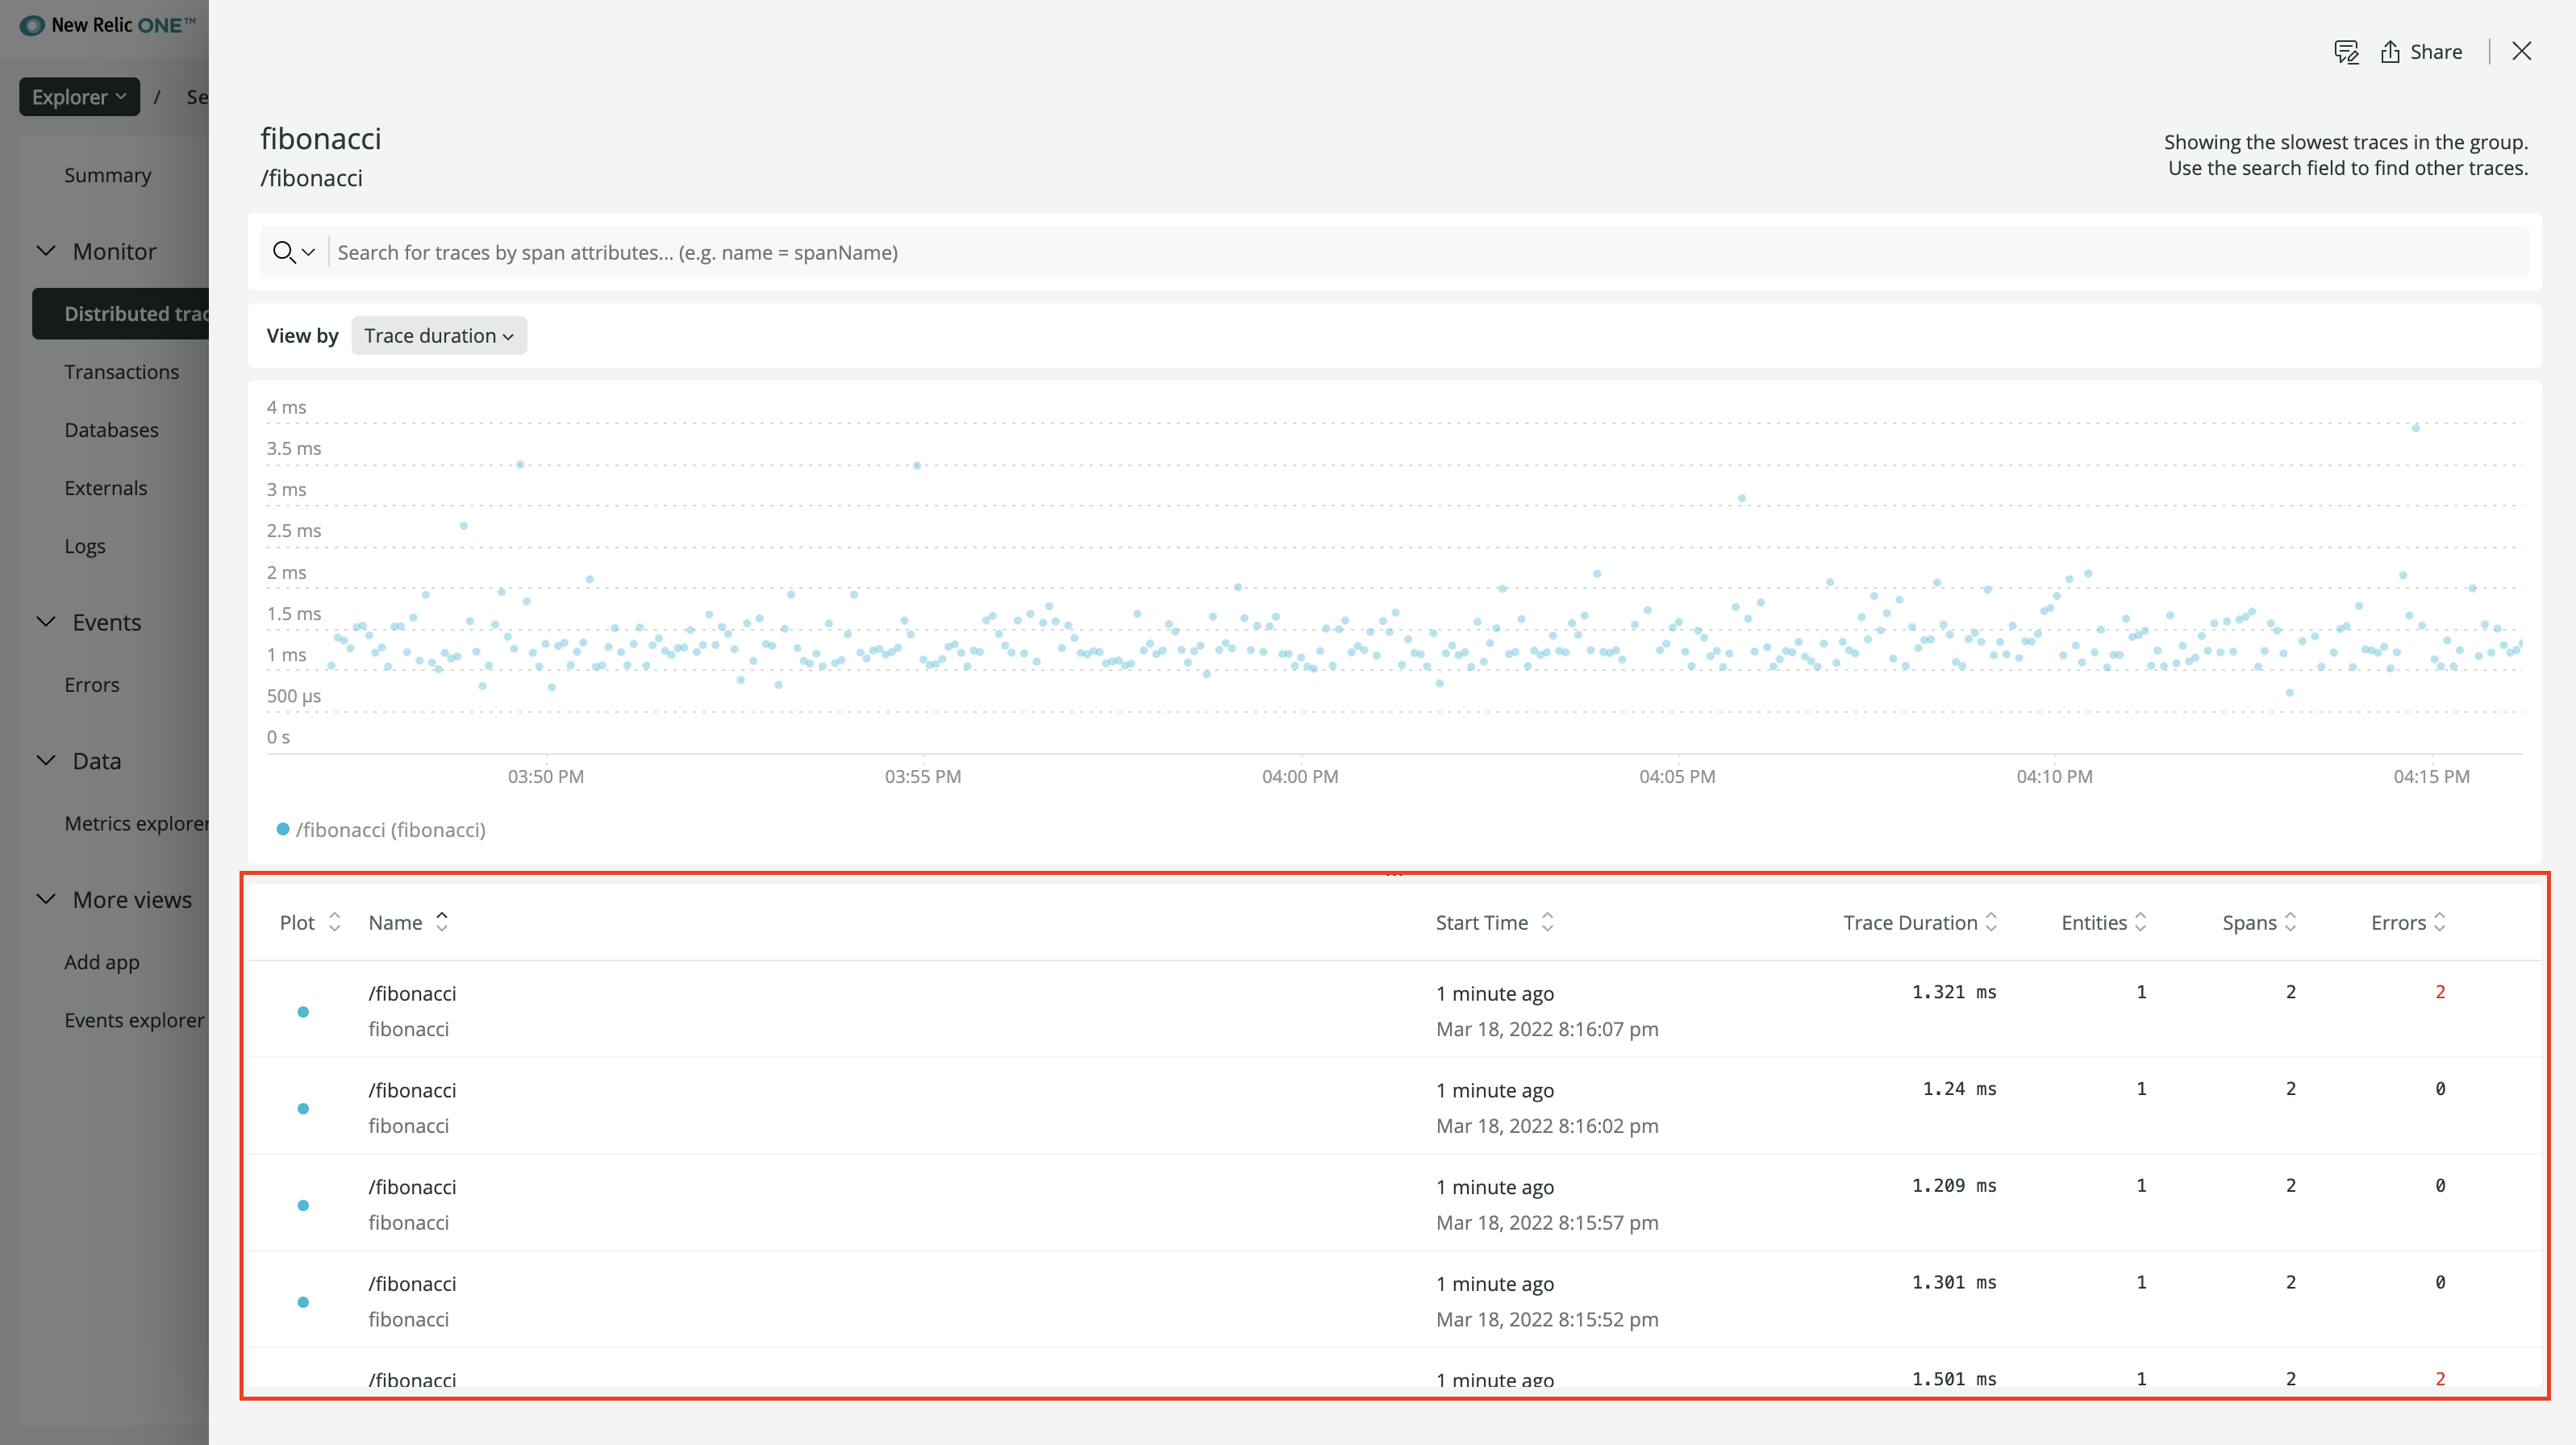 New Relic ONE™
Share
Explorer / Se
fibonacci
/fibonacci
Showing the slowest traces in the group.
Use the search field to find other traces.
Summary
Monitor
Distributed trac
Transactions
Databases
Externals
Logs
Events
Errors
Data
Metrics explorer
More views
Add app
Events explorer
Search for traces by span attributes... (e.g. name = spanName)
View by Trace duration
4 ms
3.5 ms
3 ms
2.5 ms
2 ms
1.5 ms
1 ms
500 µs
0 s
03:50 PM 03:55 PM 04:00 PM 04:05 PM 04:10 PM 04:15 PM
/fibonacci (fibonacci)
Plot Name Start Time Trace Duration Entities Spans Errors
/fibonacci 1 minute ago 1.321 ms 1 2 2
fibonacci Mar 18, 2022 8:16:07 pm
/fibonacci 1 minute ago 1.24 ms 1 2 0
fibonacci Mar 18, 2022 8:16:02 pm
/fibonacci 1 minute ago 1.209 ms 1 2 0
fibonacci Mar 18, 2022 8:15:57 pm
/fibonacci 1 minute ago 1.301 ms 1 2 0
fibonacci Mar 18, 2022 8:15:52 pm
/fibonacci 1 minute ago 1.501 ms 1 2 2